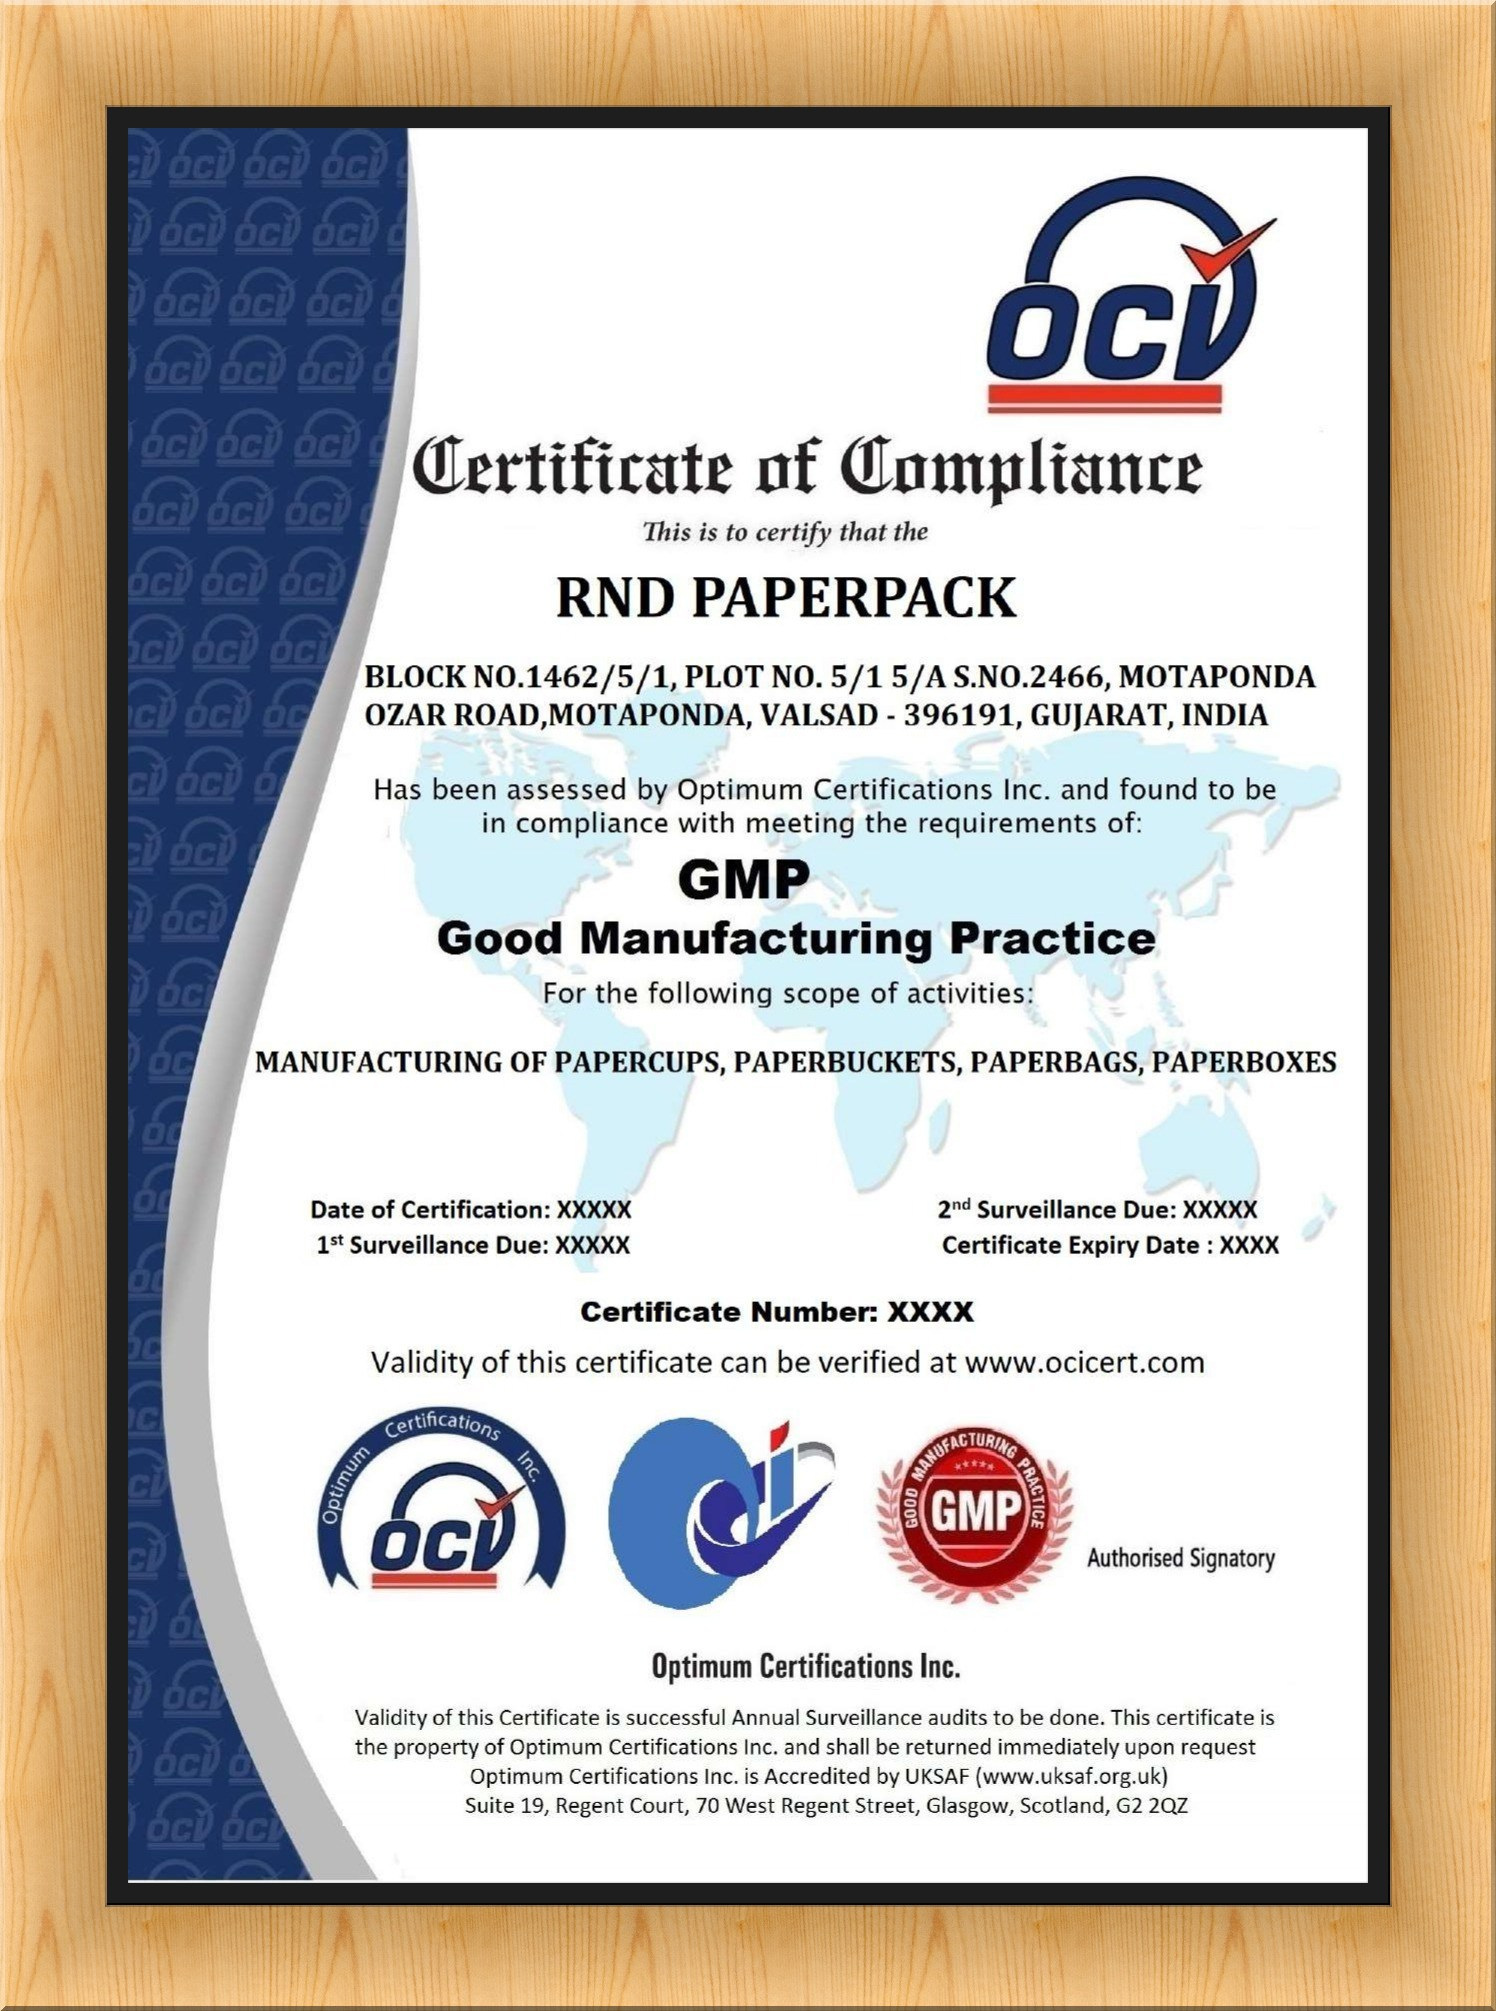 OCI
Certificate of Compliance
This is to certify that the
RND PAPERPACK
BLOCK NO.1462/5/1, PLOT NO. 5/1 5/A S.NO.2466, MOTAPONDA
OZAR ROAD,MOTAPONDA, VALSAD - 396191, GUJARAT, INDIA
Has been assessed by Optimum Certifications Inc. and found to be
in compliance with meeting the requirements of:
GMP
Good Manufacturing Practice
For the following scope of activities:
MANUFACTURING OF PAPERCUPS, PAPERBUCKETS, PAPERBAGS, PAPERBOXES
Date of Certification: XXXXX
2nd Surveillance Due: XXXXX
1st Surveillance Due: XXXXX
Certificate Expiry Date : XXXX
Certificate Number: XXXX
Validity of this certificate can be verified at www.ocicert.com
Optimum Certifications Inc.
OCI
GOOD MANUFACTURING PRACTICE
GMP
Authorised Signatory
Optimum Certifications Inc.
Validity of this Certificate is successful Annual Surveillance audits to be done. This certificate is
the property of Optimum Certifications Inc. and shall be returned immediately upon request
Optimum Certifications Inc. is Accredited by UKSAF (www.uksaf.org.uk)
Suite 19, Regent Court, 70 West Regent Street, Glasgow, Scotland, G2 2QZ